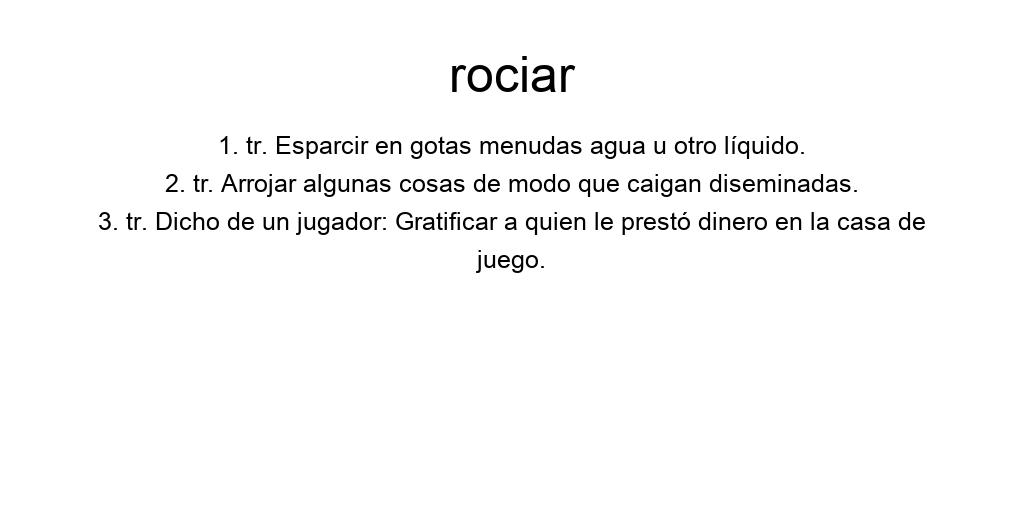 rociar
1. tr. Esparcir en gotas menudas agua u otro líquido.
2. tr. Arrojar algunas cosas de modo que caigan diseminadas.
3. tr. Dicho de un jugador: Gratificar a quien le prestó dinero en la casa de
juego.